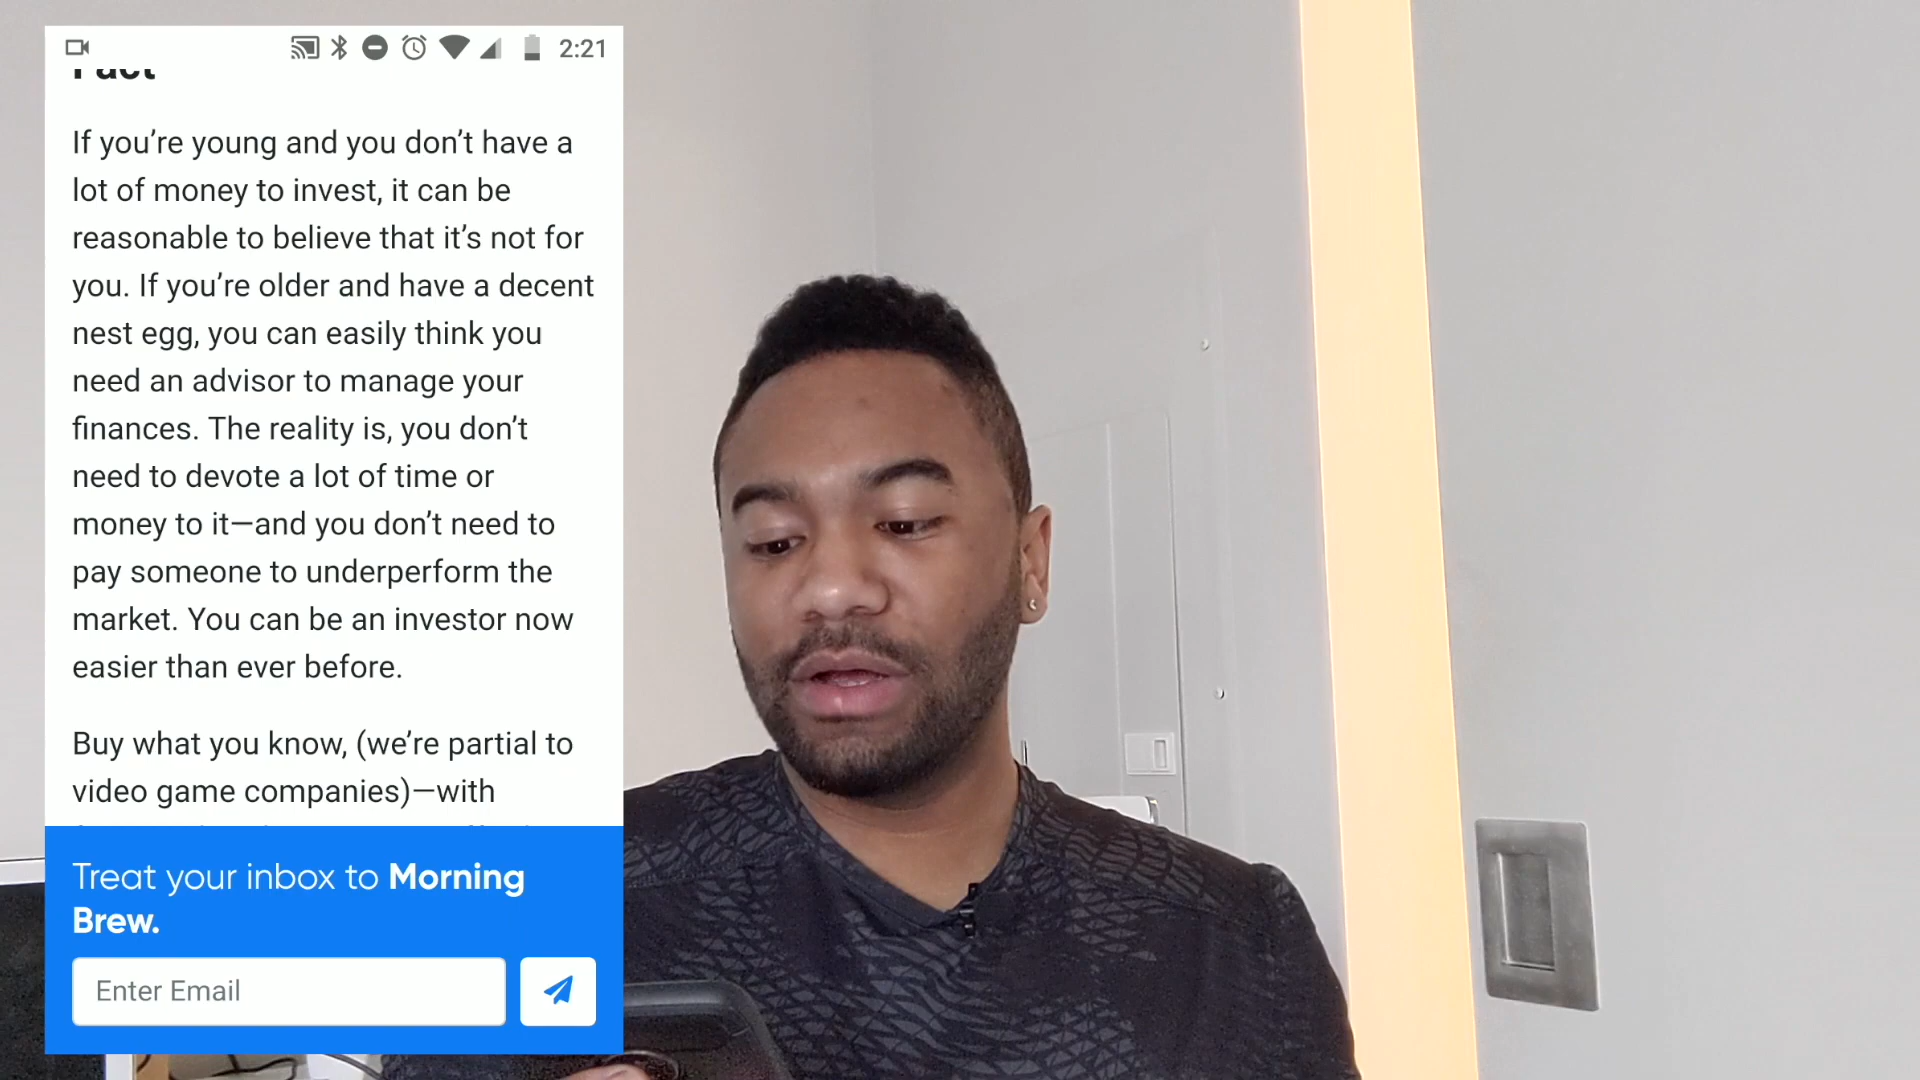 2:21
Fact
If you’re young and you don’t have a
lot of money to invest, it can be
reasonable to believe that it’s not for
you. If you’re older and have a decent
nest egg, you can easily think you
need an advisor to manage your
finances. The reality is, you don’t
need to devote a lot of time or
money to it—and you don’t need to
pay someone to underperform the
market. You can be an investor now
easier than ever before.
Buy what you know, (we’re partial to
video game companies)—with
Treat your inbox to Morning
Brew.
Enter Email